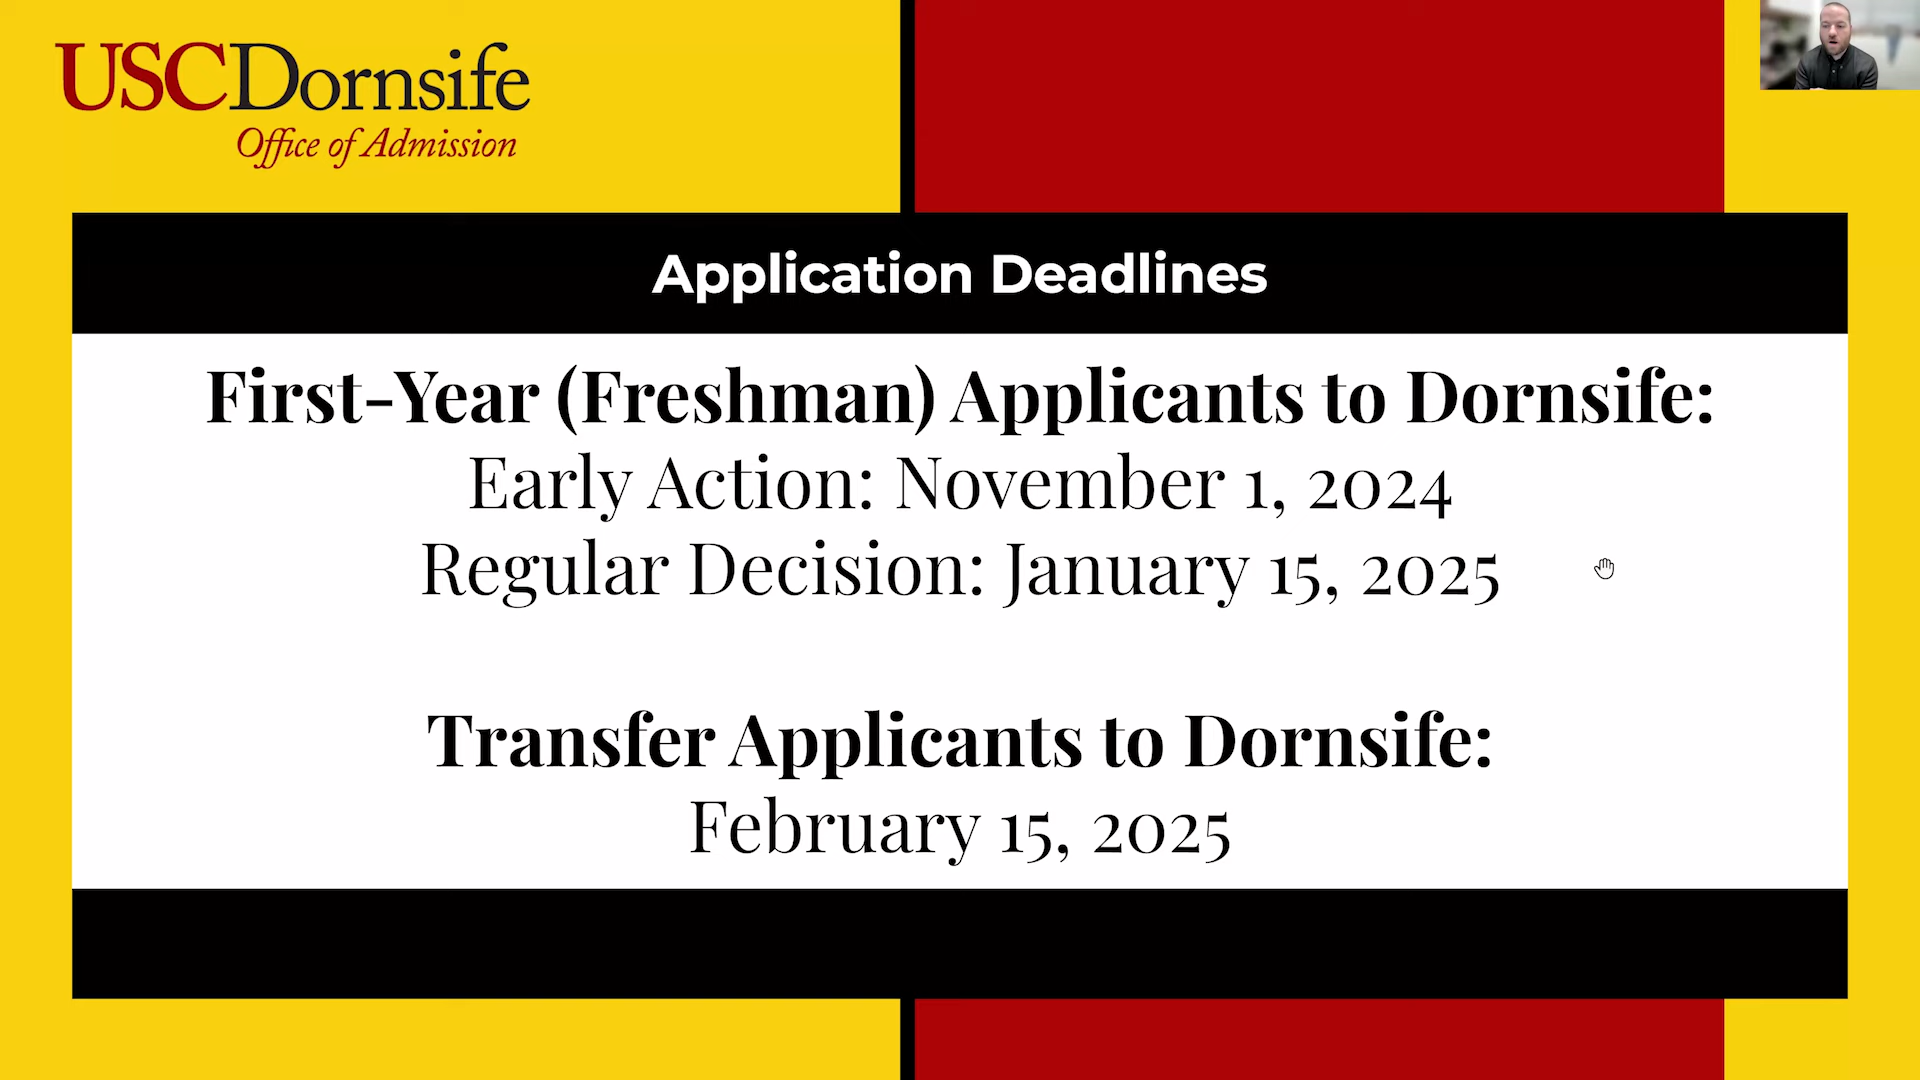 USCDornsife
Office of Admission
Application Deadlines
First-Year (Freshman) Applicants to Dornsife:
Early Action: November 1, 2024
Regular Decision: January 15, 2025
Transfer Applicants to Dornsife:
February 15, 2025